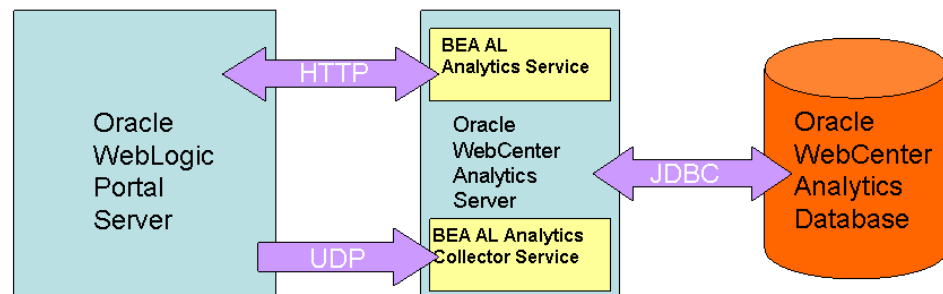 Oracle
WebLogic
Portal
Server
HTTP
UDP
BEA AL
Analytics Service
Oracle
WebCenter
Analytics
Server
BEA AL Analytics
Collector Service
JDBC
Oracle
WebCenter
Analytics
Database